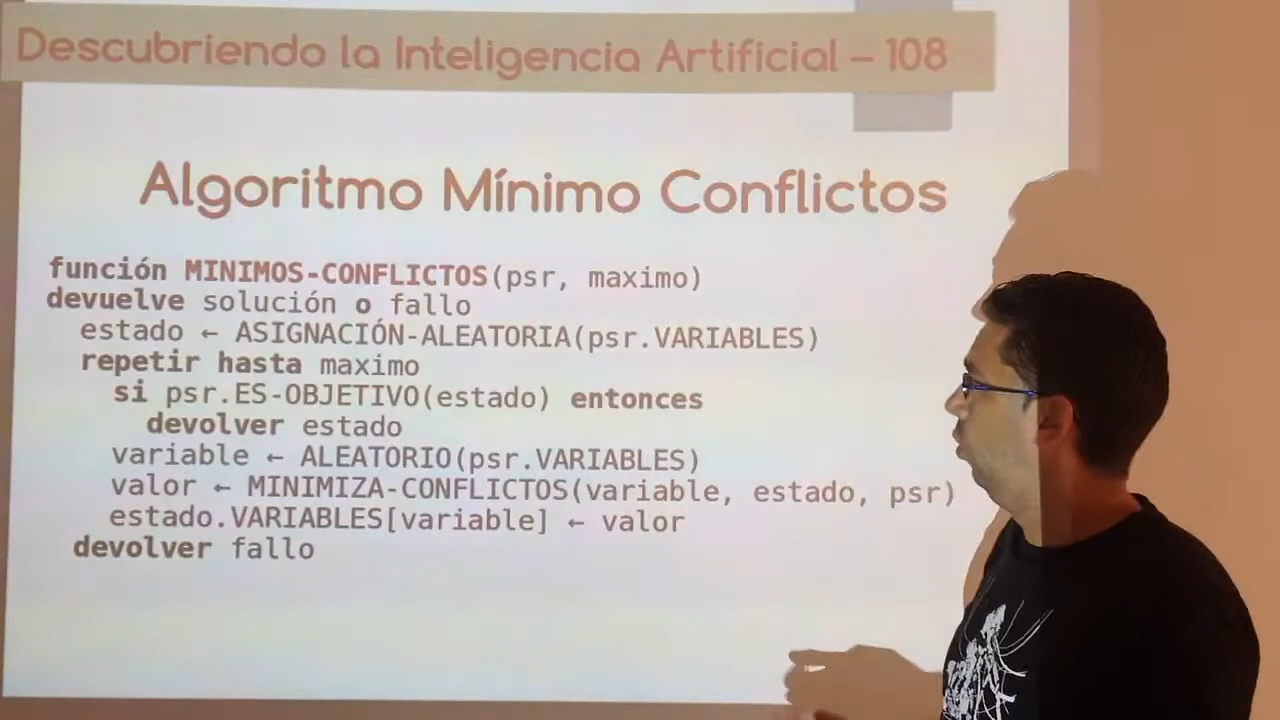 Descubriendo la Inteligencia Artificial – 108
Algoritmo Mínimo Conflictos
función MINIMOS-CONFLICTOS(psr, maximo)
devuelve solución o fallo
estado ← ASIGNACIÓN-ALEATORIA(psr.VARIABLES)
repetir hasta maximo
si psr.ES-OBJETIVO(estado) entonces
devolver estado
variable ← ALEATORIO(psr.VARIABLES)
valor ← MINIMIZA-CONFLICTOS(variable, estado, psr)
estado.VARIABLES[variable] ← valor
devolver fallo